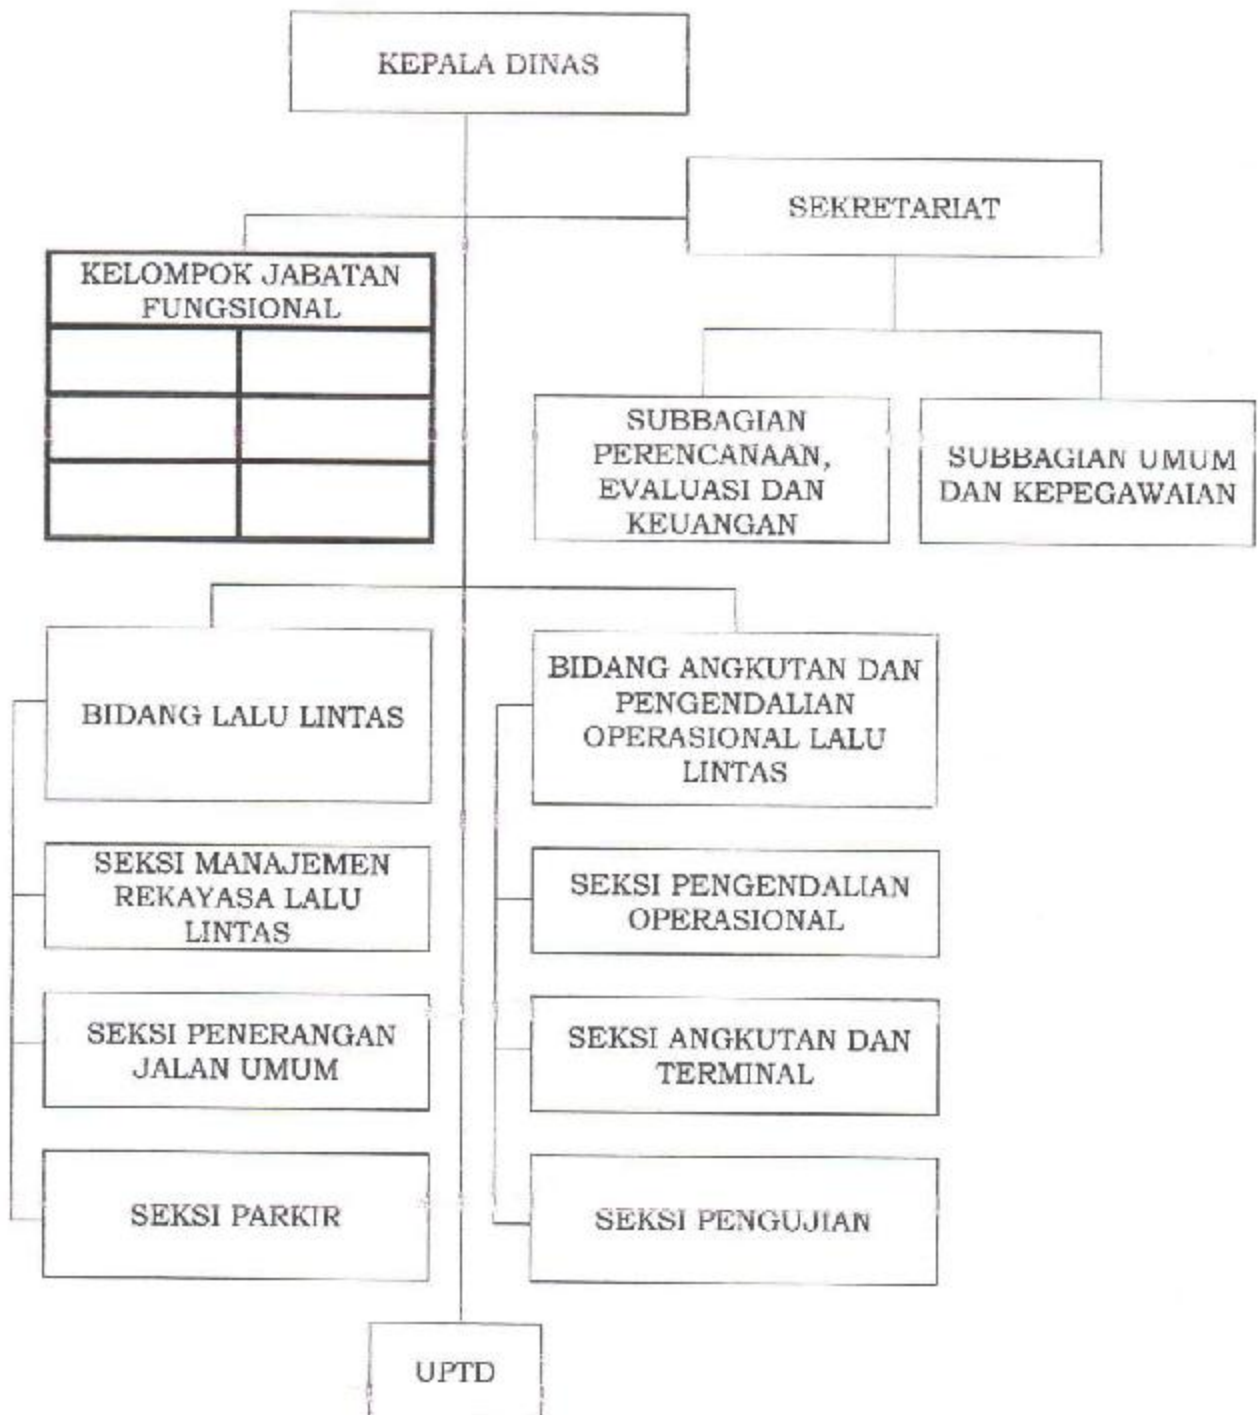 KEPALA DINAS
SEKRETARIAT
KELOMPOK JABATAN
FUNGSIONAL
SUBBAGIAN
PERENCANAAN,
EVALUASI DAN
KEUANGAN
SUBBAGIAN UMUM
DAN KEPEGAWAIAN
BIDANG LALU LINTAS
BIDANG ANGKUTAN DAN
PENGENDALIAN
OPERASIONAL LALU
LINTAS
SEKSI MANAJEMEN
REKAYASA LALU
LINTAS
SEKSI PENGENDALIAN
OPERASIONAL
SEKSI PENERANGAN
JALAN UMUM
SEKSI ANGKUTAN DAN
TERMINAL
SEKSI PARKIR
SEKSI PENGUJIAN
UPTD